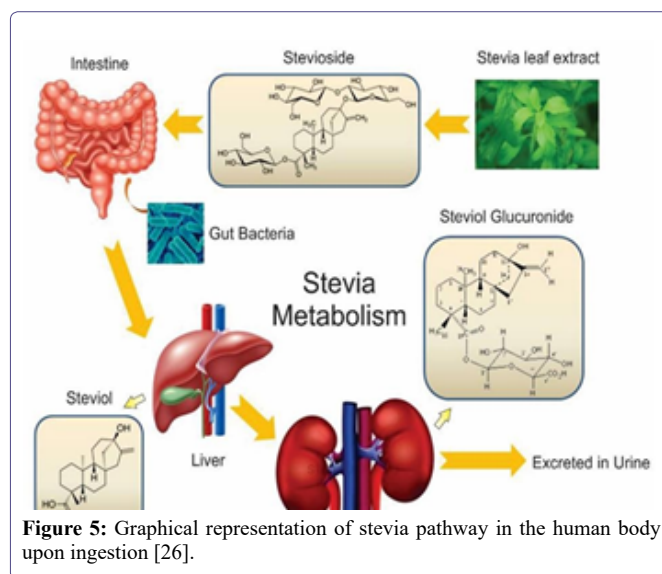 Intestine
Stevioside
Stevia leaf extract
Gut Bacteria
Steviol Glucuronide
Stevia
Metabolism
Steviol
Liver
Excreted in Urine
Figure 5: Graphical representation of stevia pathway in the human body
upon ingestion [26].